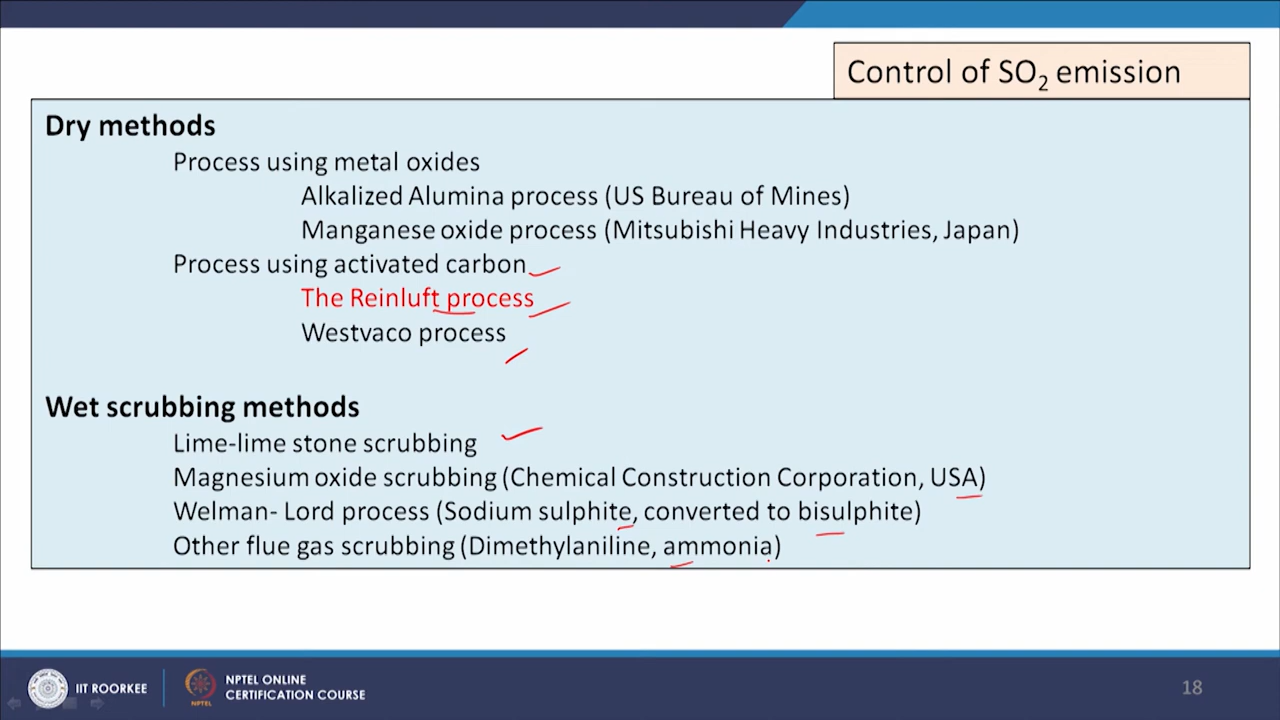 Control of SO2 emission
Dry methods
Process using metal oxides
Alkalized Alumina process (US Bureau of Mines)
Manganese oxide process (Mitsubishi Heavy Industries, Japan)
Process using activated carbon
The Reinluft process
Westvaco process
Wet scrubbing methods
Lime-lime stone scrubbing
Magnesium oxide scrubbing (Chemical Construction Corporation, USA)
Welman- Lord process (Sodium sulphite, converted to bisulphite)
Other flue gas scrubbing (Dimethylaniline, ammonia)
IIT ROORKEE
NPTEL
NPTEL ONLINE
CERTIFICATION COURSE
18